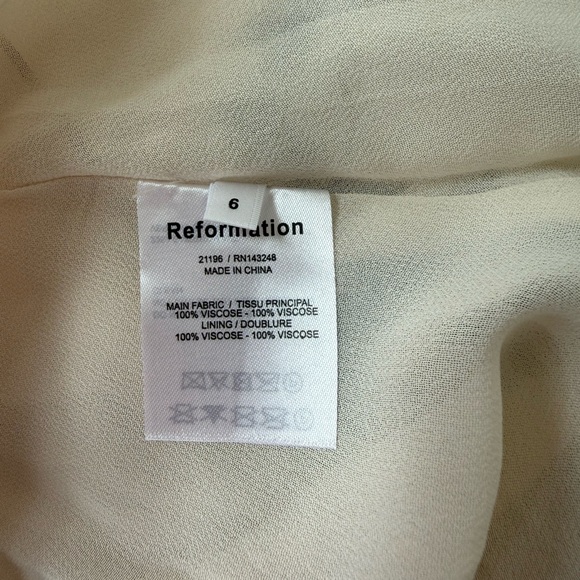 6
Reformation
21196 / RN143248
MADE IN CHINA
MAIN FABRIC / TISSU PRINCIPAL
100% VISCOSE - 100% VISCOSE
LINING / DOUBLURE
100% VISCOSE - 100% VISCOSE